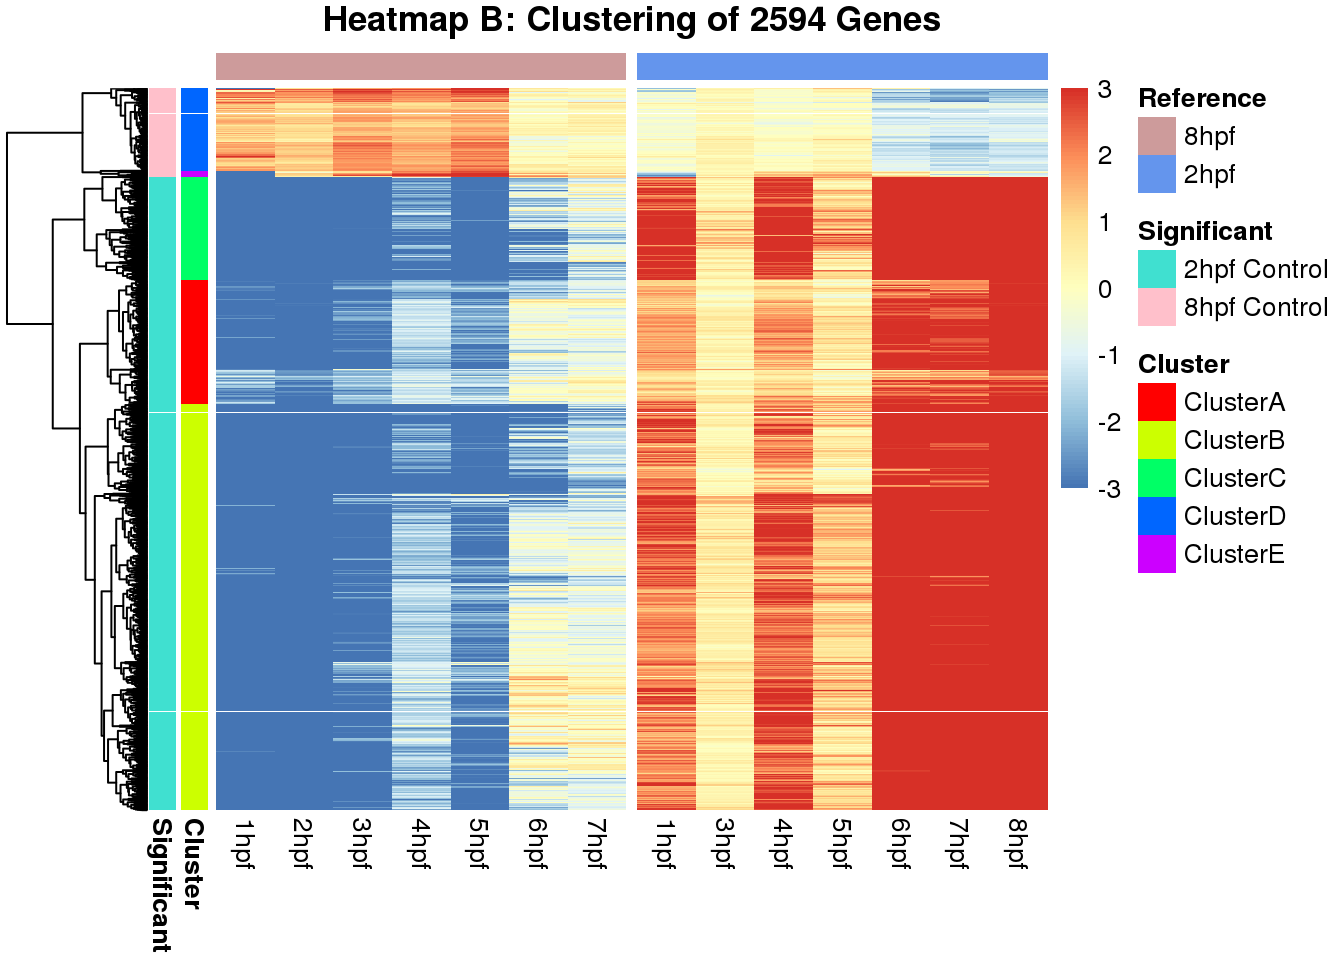 Heatmap B: Clustering of 2594 Genes
3
2
1
0
-1
-2
-3
Reference
8hpf
2hpf
Significant
2hpf Control
8hpf Control
Cluster
ClusterA
ClusterB
ClusterC
ClusterD
ClusterE
Significant
Cluster
1hpf
2hpf
3hpf
4hpf
5hpf
6hpf
7hpf
1hpf
3hpf
4hpf
5hpf
6hpf
7hpf
8hpf